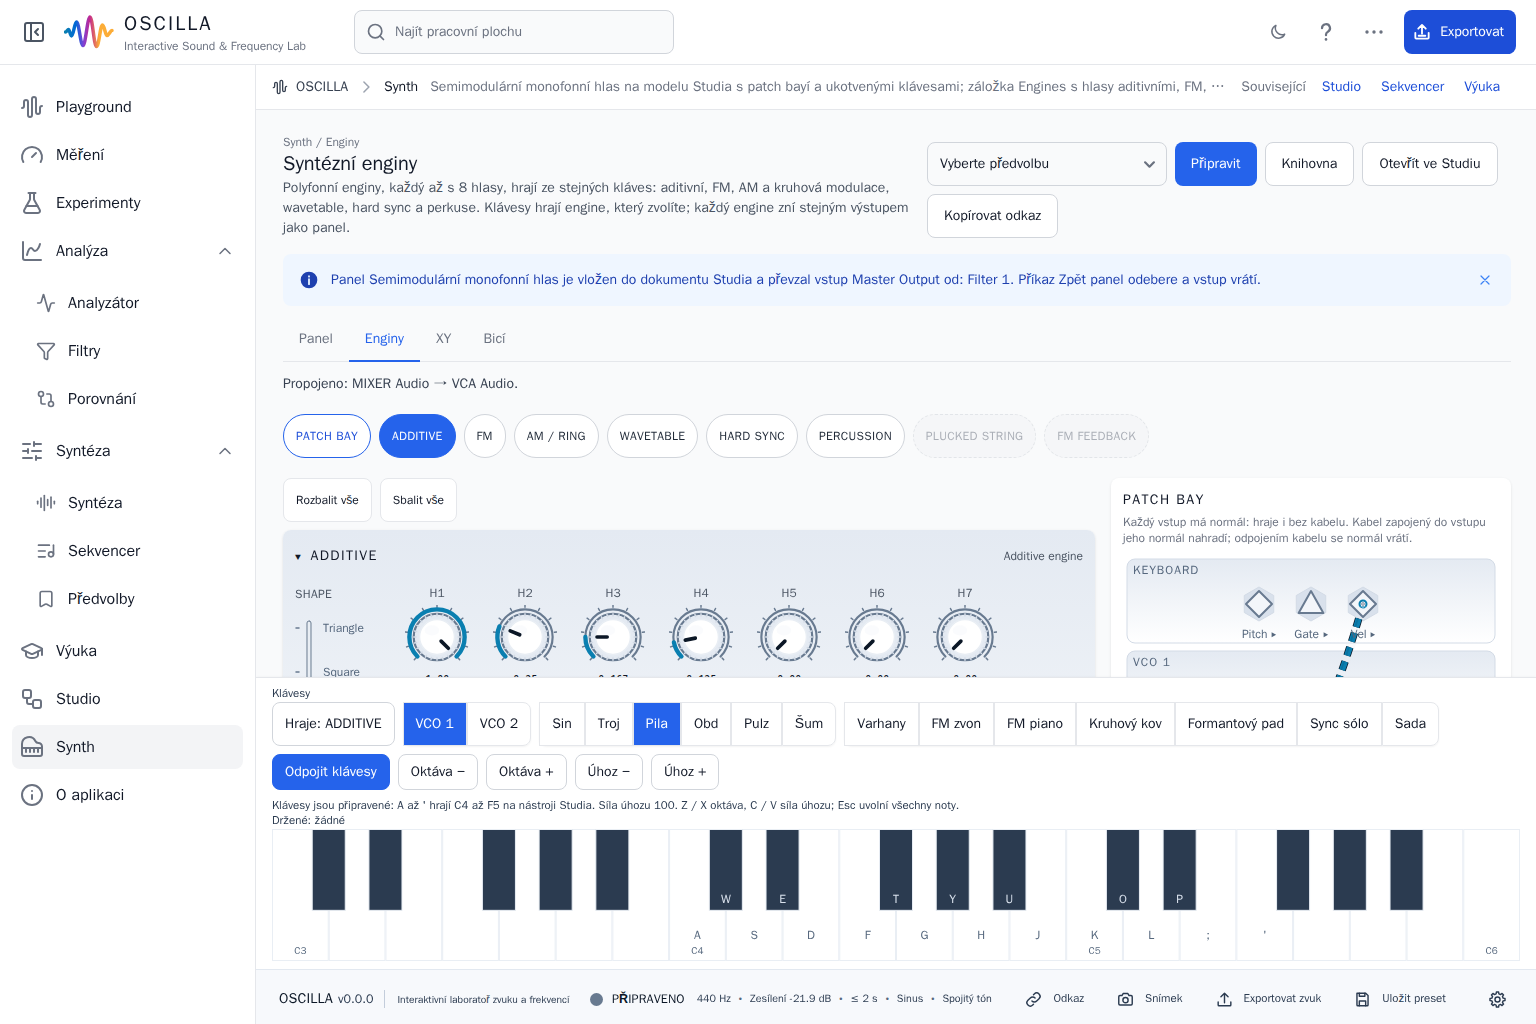 OSCILLA
Interactive Sound & Frequency Lab
Najít pracovní plochu
Exportovat
Playground
Měření
Experimenty
Analýza
Analyzátor
Filtry
Porovnání
Syntéza
Syntéza
Sekvencer
Předvolby
Výuka
Studio
Synth
O aplikaci
OSCILLA
Synth
Semimodulární monofonní hlas na modelu Studia s patch bayí a ukotvenými klávesami; záložka Engines s hlasy aditivními, FM, ···
Související
Studio
Sekvencer
Výuka
Synth / Enginy
Syntézní enginy
Polyfonní enginy, každý až s 8 hlasy, hrají ze stejných kláves: aditivní, FM, AM a kruhová modulace,
wavetable, hard sync a perkuse. Klávesy hrají engine, který zvolíte; každý engine zní stejným výstupem
jako panel.
Vyberte předvolbu
Připravit
Knihovna
Otevřít ve Studiu
Kopírovat odkaz
Panel Semimodulární monofonní hlas je vložen do dokumentu Studia a převzal vstup Master Output od: Filter 1. Příkaz Zpět panel odebere a vstup vrátí.
Panel
Enginy
XY
Bicí
Propojeno: MIXER Audio → VCA Audio.
PATCH BAY
ADDITIVE
FM
AM / RING
WAVETABLE
HARD SYNC
PERCUSSION
PLUCKED STRING
FM FEEDBACK
Rozbalit vše
Sbalit vše
ADDITIVE
Additive engine
SHAPE
Triangle
Square
H1
H2
H3
H4
H5
H6
H7
PATCH BAY
Každý vstup má normál: hraje i bez kabelu. Kabel zapojený do vstupu
jeho normál nahradí; odpojením kabelu se normál vrátí.
KEYBOARD
Pitch ▸
Gate ▸
VCO 1
Klávesy
Hraje: ADDITIVE
VCO 1
VCO 2
Sin
Troj
Pila
Obd
Pulz
Šum
Varhany
FM zvon
FM piano
Kruhový kov
Formantový pad
Sync sólo
Sada
Odpojit klávesy
Oktáva −
Oktáva +
Úhoz −
Úhoz +
Klávesy jsou připravené: A až ' hrají C4 až F5 na nástroji Studia. Síla úhozu 100. Z / X oktáva, C / V síla úhozu; Esc uvolní všechny noty.
Držené: žádné
W
E
T
Y
U
O
P
A
S
D
F
G
H
J
K
L
;
'
C3
C4
C5
C6
OSCILLA v0.0.0
Interaktivní laboratoř zvuku a frekvencí
PŘIPRAVENO
440 Hz • Zesílení -21.9 dB • ≤ 2 s • Sinus • Spojitý tón
Odkaz
Snímek
Exportovat zvuk
Uložit preset